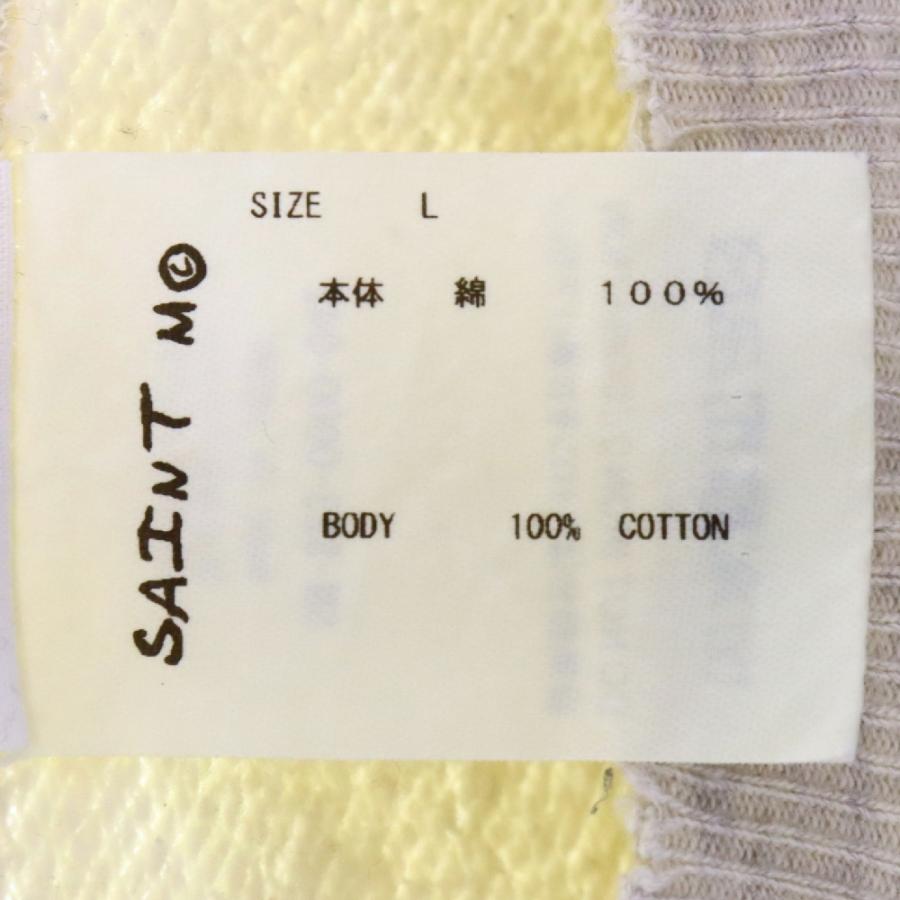 SIZE L
本体 綿 100%
BODY 100% COTTON
SAINT M©